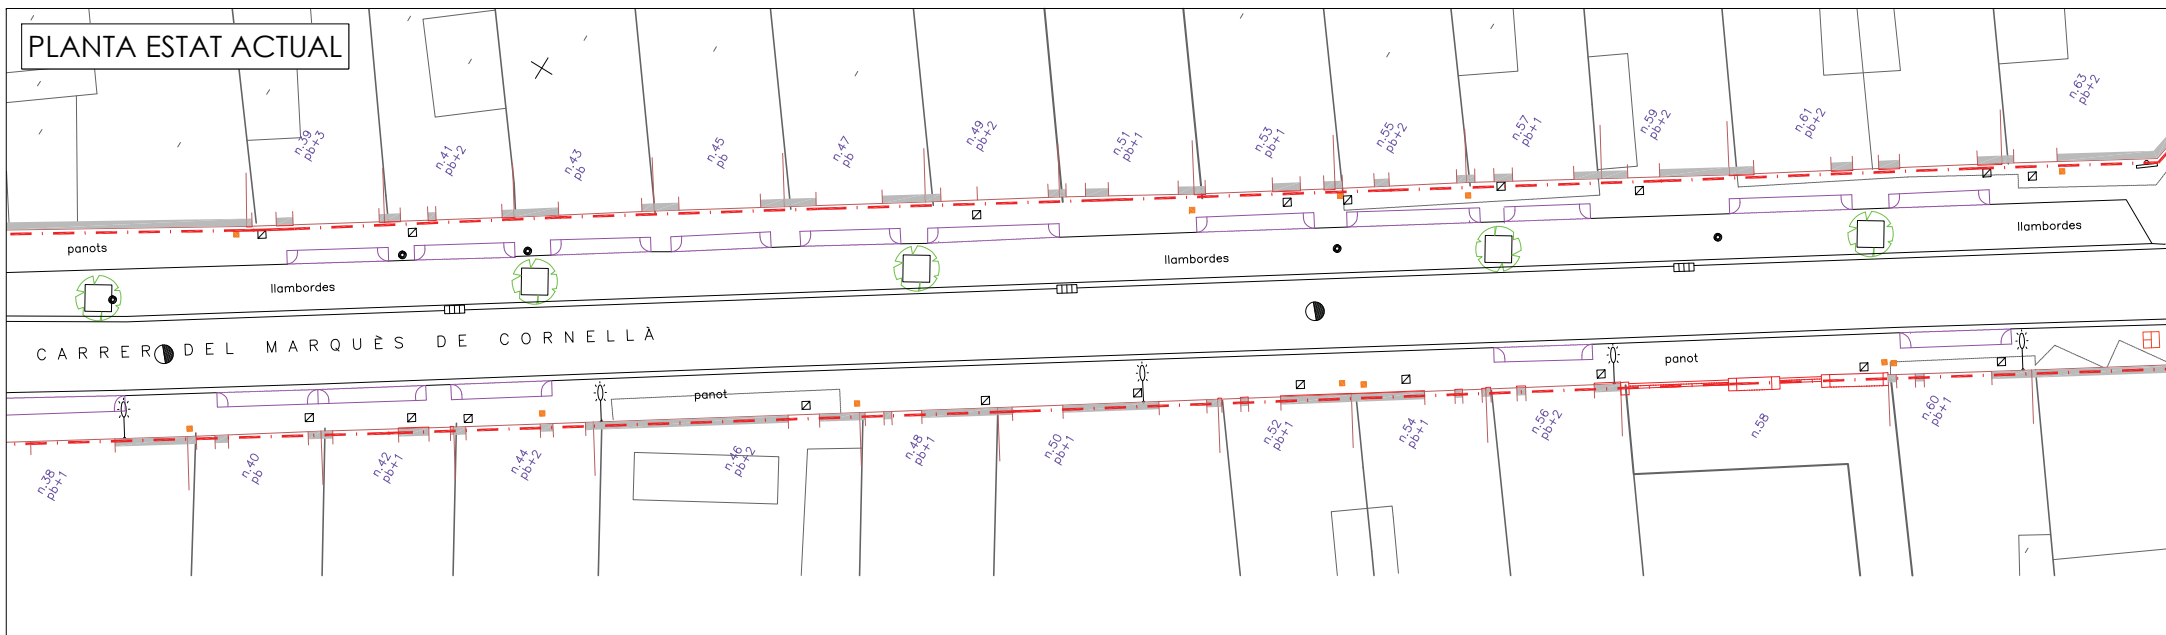 PLANTA ESTAT ACTUAL
n.39
pb+3
n.41
pb+2
n.43
pb
n.45
pb
n.47
pb
n.49
pb+2
n.51
pb+1
n.53
pb+1
n.55
pb+2
n.57
pb+1
n.59
pb+2
n.61
pb+2
n.63
pb+2
panots
llambordes
llambordes
llambordes
CARRER DEL MARQUÈS DE CORNELLÀ
panot
panot
n.38
pb+1
n.40
pb
n.42
pb+1
n.44
pb+2
n.46
pb+2
n.48
pb+1
n.50
pb+1
n.52
pb+1
n.54
pb+1
n.56
pb+2
n.58
n.60
pb+1